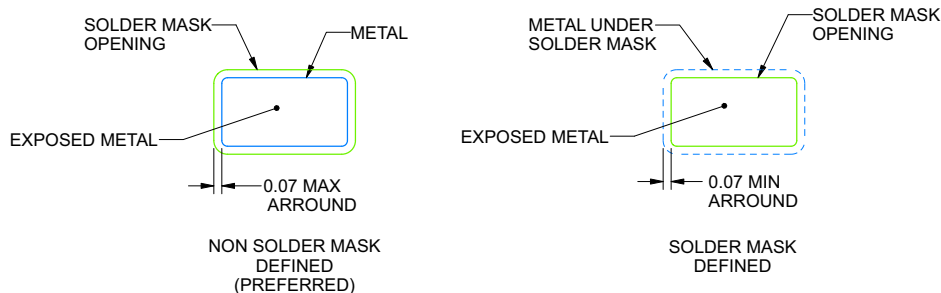 SOLDER MASK
OPENING
METAL
EXPOSED METAL
0.07 MAX
ARROUND
NON SOLDER MASK
DEFINED
(PREFERRED)
METAL UNDER
SOLDER MASK
SOLDER MASK
OPENING
EXPOSED METAL
0.07 MIN
ARROUND
SOLDER MASK
DEFINED